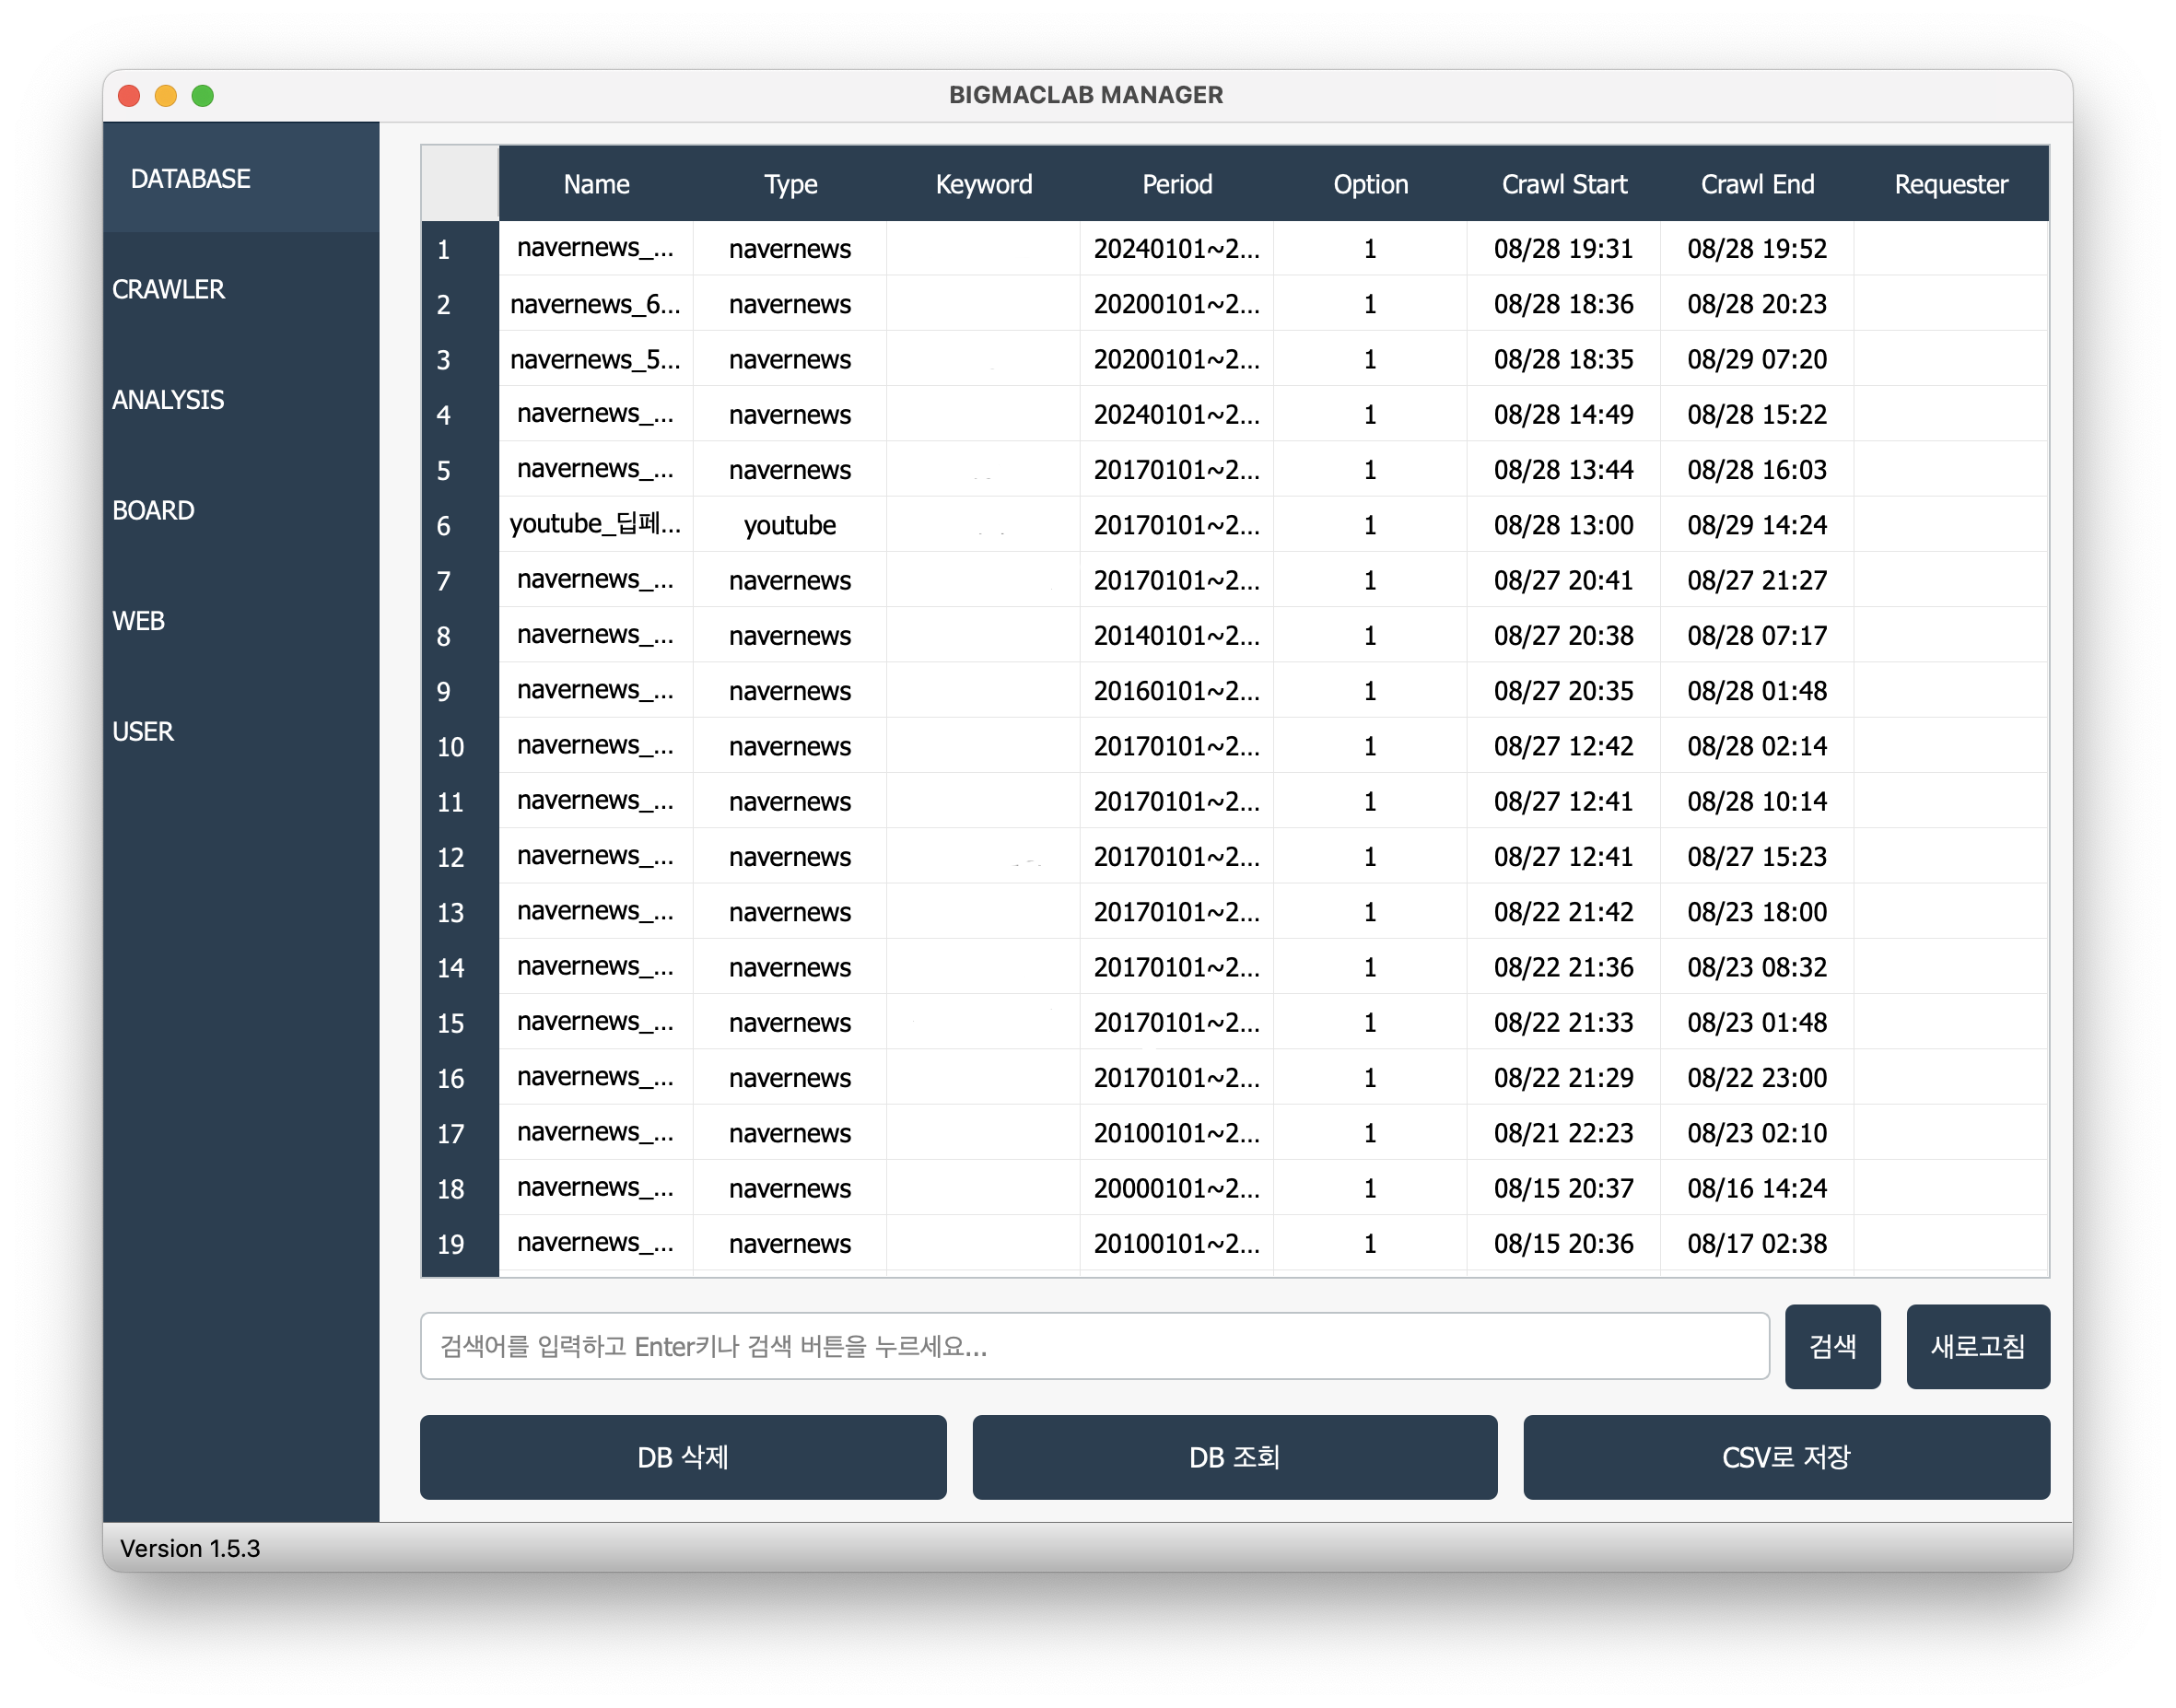 BIGMACLAB MANAGER
DATABASE
CRAWLER
ANALYSIS
BOARD
WEB
USER
Name Type Keyword Period Option Crawl Start Crawl End Requester
1 navernews_... navernews 20240101~2... 1 08/28 19:31 08/28 19:52
2 navernews_6... navernews 20200101~2... 1 08/28 18:36 08/28 20:23
3 navernews_5... navernews 20200101~2... 1 08/28 18:35 08/29 07:20
4 navernews_... navernews 20240101~2... 1 08/28 14:49 08/28 15:22
5 navernews_... navernews 20170101~2... 1 08/28 13:44 08/28 16:03
6 youtube_딥페... youtube 20170101~2... 1 08/28 13:00 08/29 14:24
7 navernews_... navernews 20170101~2... 1 08/27 20:41 08/27 21:27
8 navernews_... navernews 20140101~2... 1 08/27 20:38 08/28 07:17
9 navernews_... navernews 20160101~2... 1 08/27 20:35 08/28 01:48
10 navernews_... navernews 20170101~2... 1 08/27 12:42 08/28 02:14
11 navernews_... navernews 20170101~2... 1 08/27 12:41 08/28 10:14
12 navernews_... navernews 20170101~2... 1 08/27 12:41 08/27 15:23
13 navernews_... navernews 20170101~2... 1 08/22 21:42 08/23 18:00
14 navernews_... navernews 20170101~2... 1 08/22 21:36 08/23 08:32
15 navernews_... navernews 20170101~2... 1 08/22 21:33 08/23 01:48
16 navernews_... navernews 20170101~2... 1 08/22 21:29 08/22 23:00
17 navernews_... navernews 20100101~2... 1 08/21 22:23 08/23 02:10
18 navernews_... navernews 20000101~2... 1 08/15 20:37 08/16 14:24
19 navernews_... navernews 20100101~2... 1 08/15 20:36 08/17 02:38
검색어를 입력하고 Enter키나 검색 버튼을 누르세요... 검색 새로고침
DB 삭제 DB 조회 CSV로 저장
Version 1.5.3